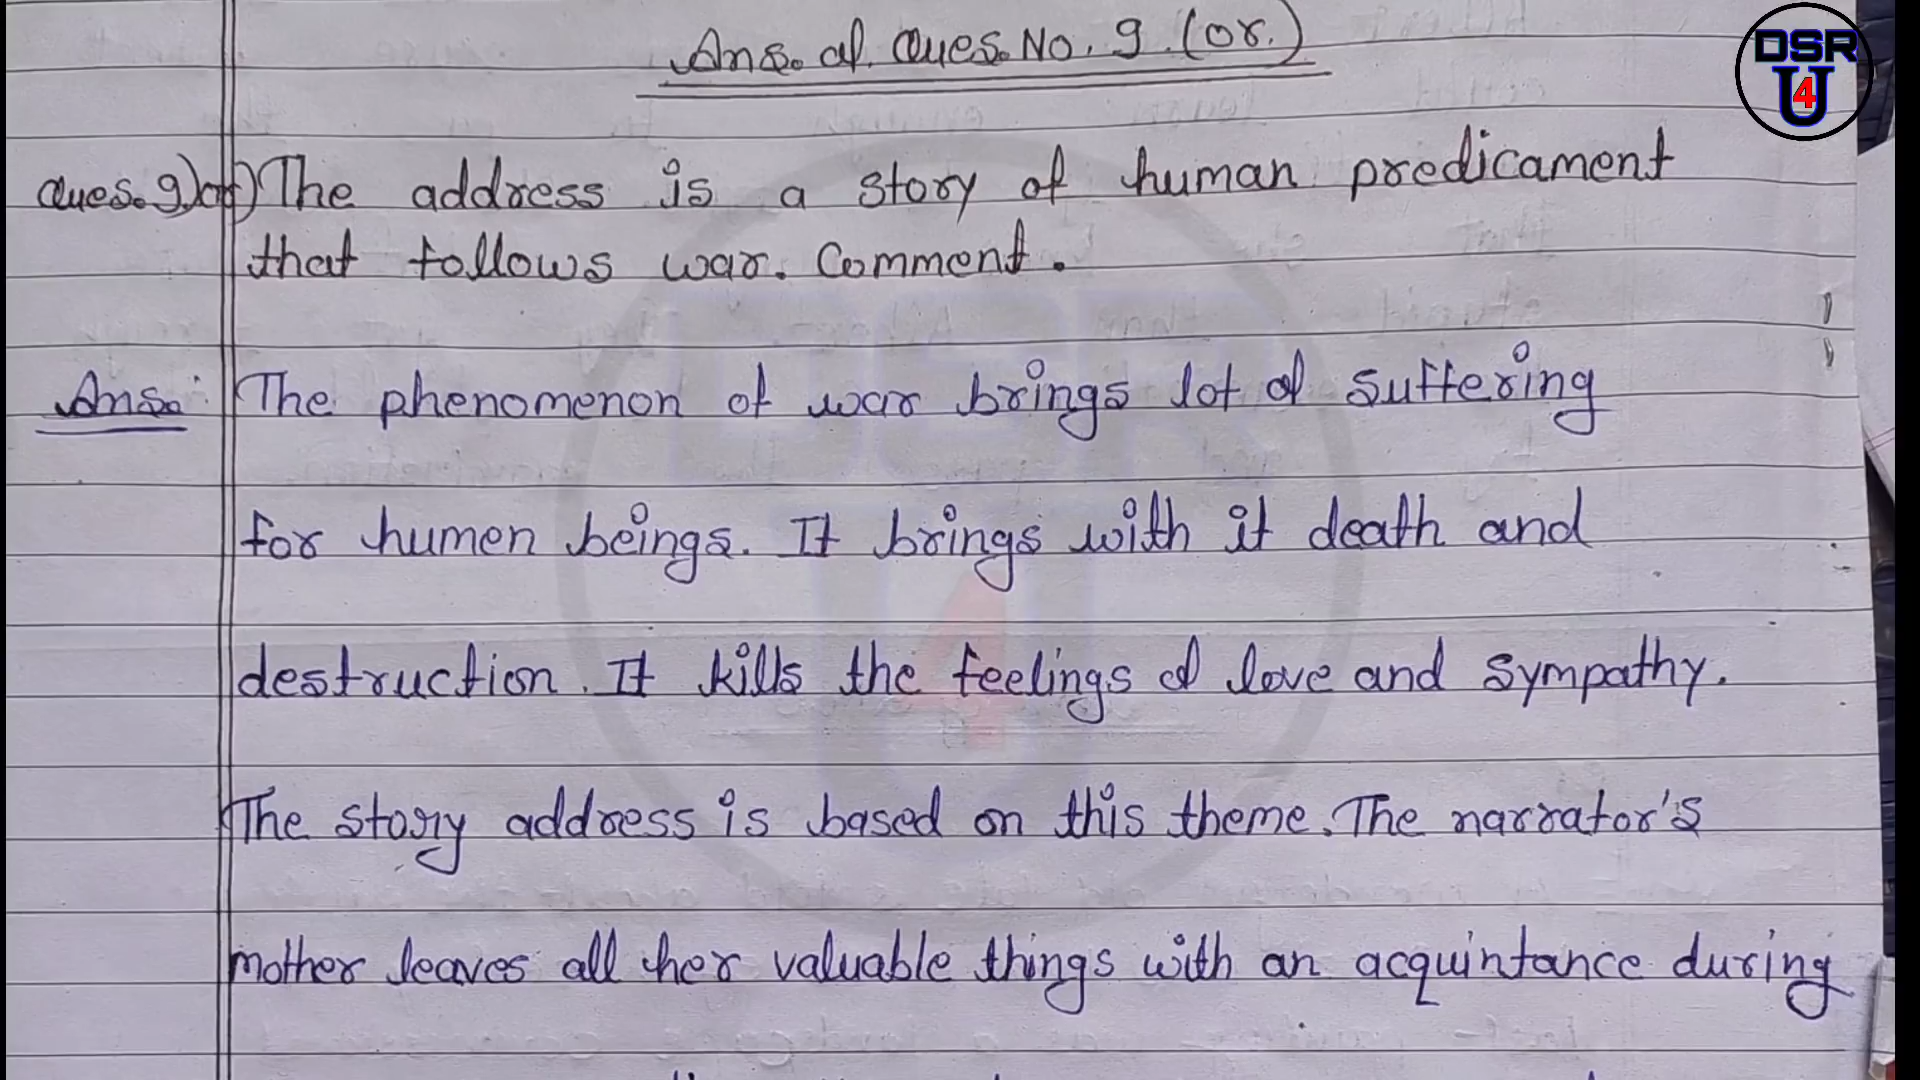 Ans. of Ques. No. 9 (or.)
DSR
U
4
Ques. 9) or) The address is a story of human predicament
that follows war. Comment.
Ans. The phenomenon of war brings lot of suffering
for humen beings. It brings with it death and
destruction. It kills the feelings of love and sympathy.
The story address is based on this theme. The narrator's
mother leaves all her valuable things with an acquintance during